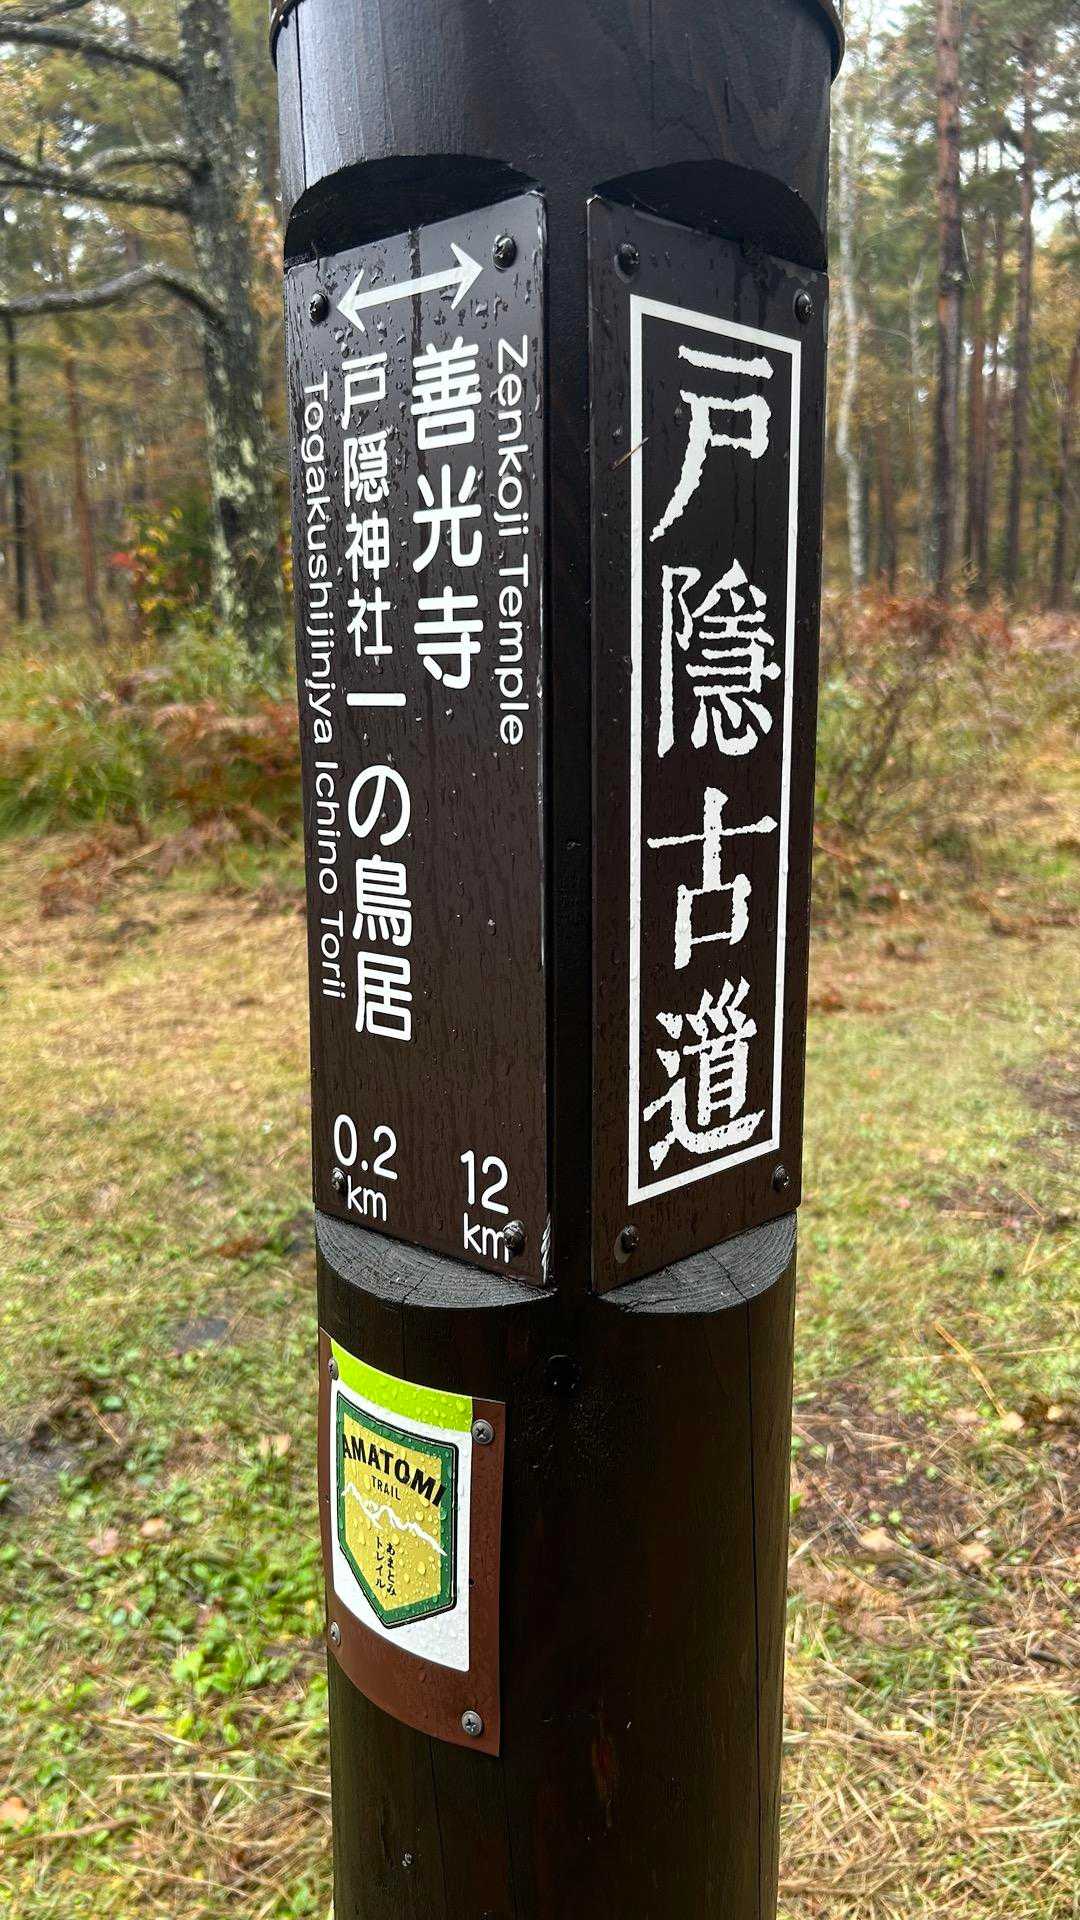 戸隠古道
Zenkoji Temple
善光寺
12
km
戸隠神社一の鳥居
Togakushijinjya Ichino Torii
0.2
km
AMATOMI
TRAIL
あまとみ
トレイル